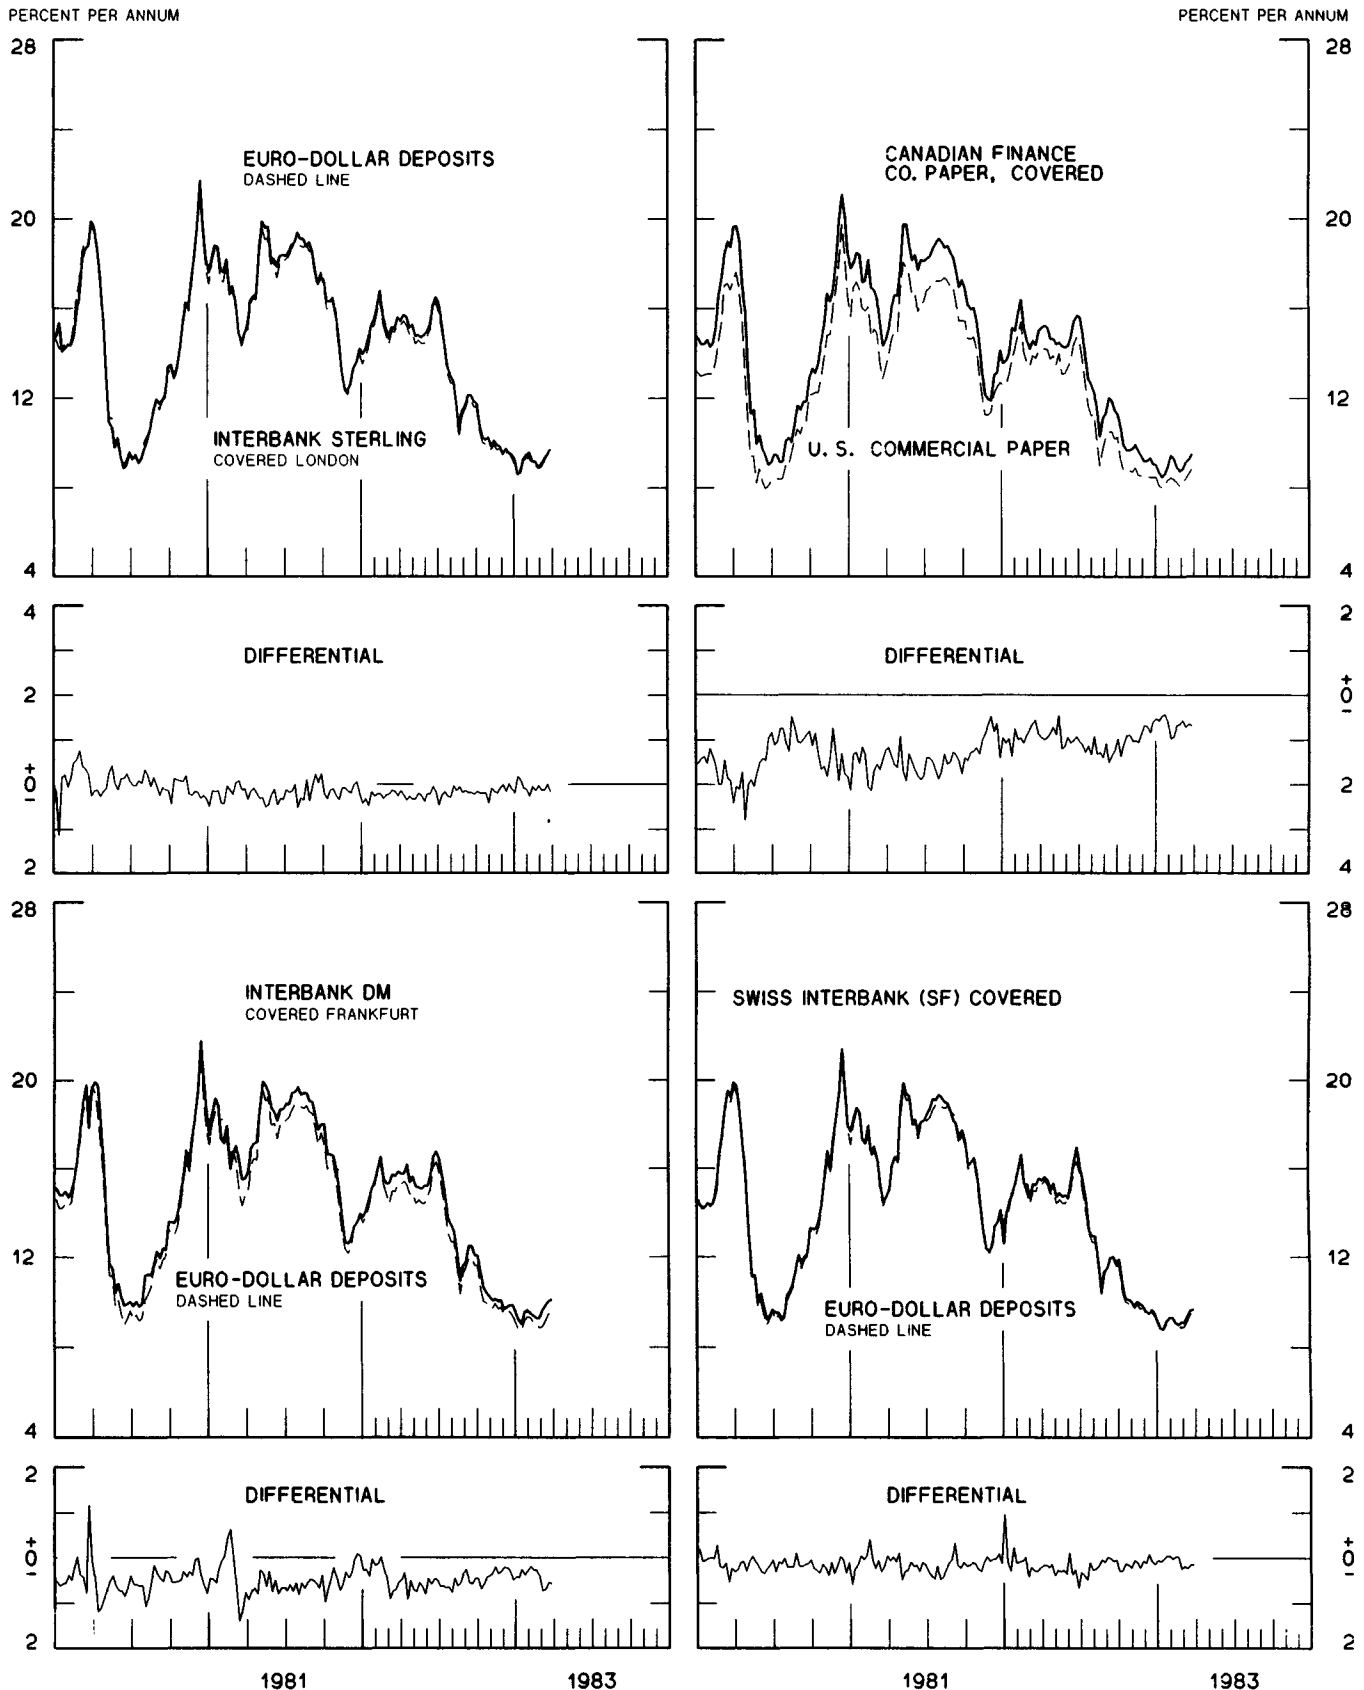 PERCENT PER ANNUM
PERCENT PER ANNUM
28
20
12
4
EURO-DOLLAR DEPOSITS
DASHED LINE
INTERBANK STERLING
COVERED LONDON
CANADIAN FINANCE
CO. PAPER, COVERED
U. S. COMMERCIAL PAPER
28
20
12
4
4
2
+
0
-
2
DIFFERENTIAL
DIFFERENTIAL
2
+
0
-
2
4
28
20
12
4
INTERBANK DM
COVERED FRANKFURT
EURO-DOLLAR DEPOSITS
DASHED LINE
SWISS INTERBANK (SF) COVERED
EURO-DOLLAR DEPOSITS
DASHED LINE
28
20
12
4
2
+
0
-
2
DIFFERENTIAL
DIFFERENTIAL
2
+
0
-
2
1981
1983
1981
1983